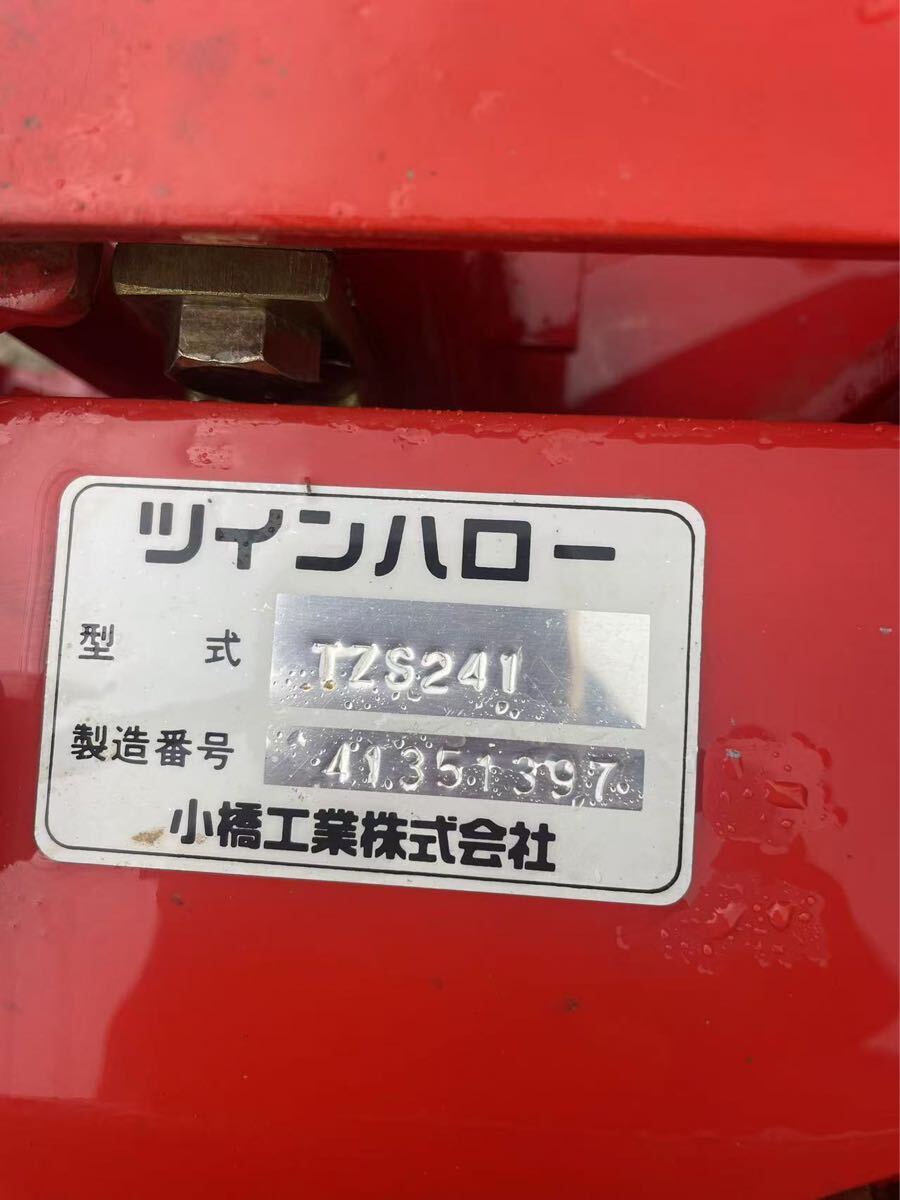 ツインハロー
型 式 TZS241
製造番号 41351397
小橋工業株式会社